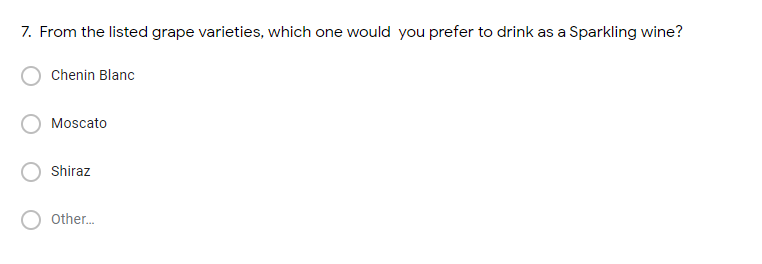 7. From the listed grape varieties, which one would you prefer to drink as a Sparkling wine?
Chenin Blanc
Moscato
Shiraz
Other...